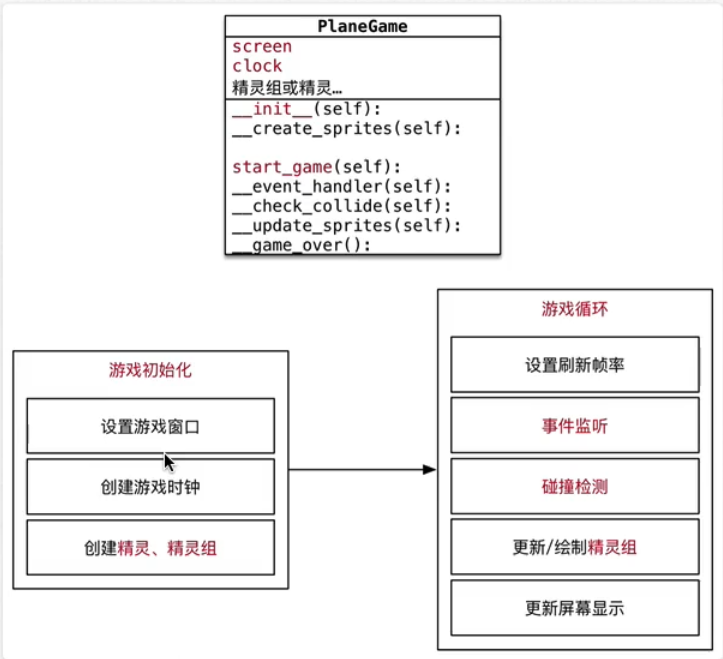 PlaneGame
screen
clock
精灵组或精灵…
__init__(self):
__create_sprites(self):
start_game(self):
__event_handler(self):
__check_collide(self):
__update_sprites(self):
__game_over():
游戏初始化
设置游戏窗口
创建游戏时钟
创建精灵、精灵组
游戏循环
设置刷新帧率
事件监听
碰撞检测
更新/绘制精灵组
更新屏幕显示